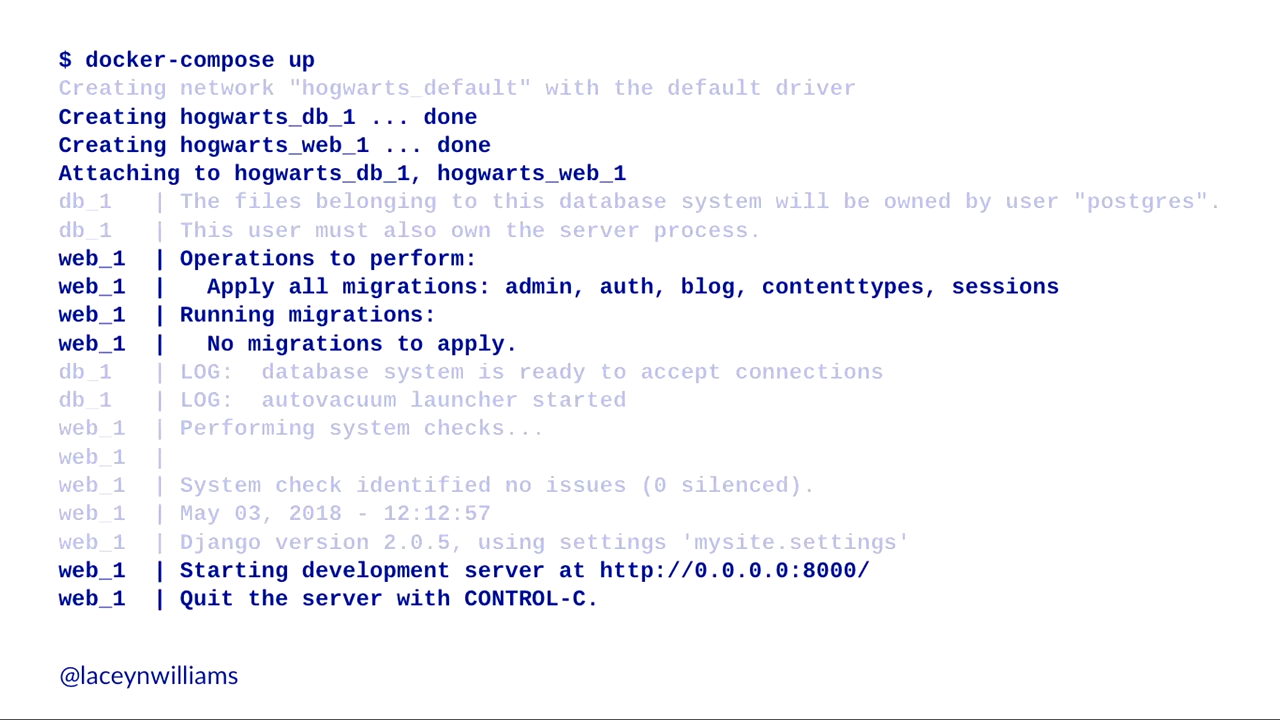 $ docker-compose up
Creating network "hogwarts_default" with the default driver
Creating hogwarts_db_1 ... done
Creating hogwarts_web_1 ... done
Attaching to hogwarts_db_1, hogwarts_web_1
db_1   | The files belonging to this database system will be owned by user "postgres".
db_1   | This user must also own the server process.
web_1  | Operations to perform:
web_1  |   Apply all migrations: admin, auth, blog, contenttypes, sessions
web_1  | Running migrations:
web_1  |   No migrations to apply.
db_1   | LOG:  database system is ready to accept connections
db_1   | LOG:  autovacuum launcher started
web_1  | Performing system checks...
web_1  |
web_1  | System check identified no issues (0 silenced).
web_1  | May 03, 2018 - 12:12:57
web_1  | Django version 2.0.5, using settings 'mysite.settings'
web_1  | Starting development server at http://0.0.0.0:8000/
web_1  | Quit the server with CONTROL-C.
@laceynwilliams